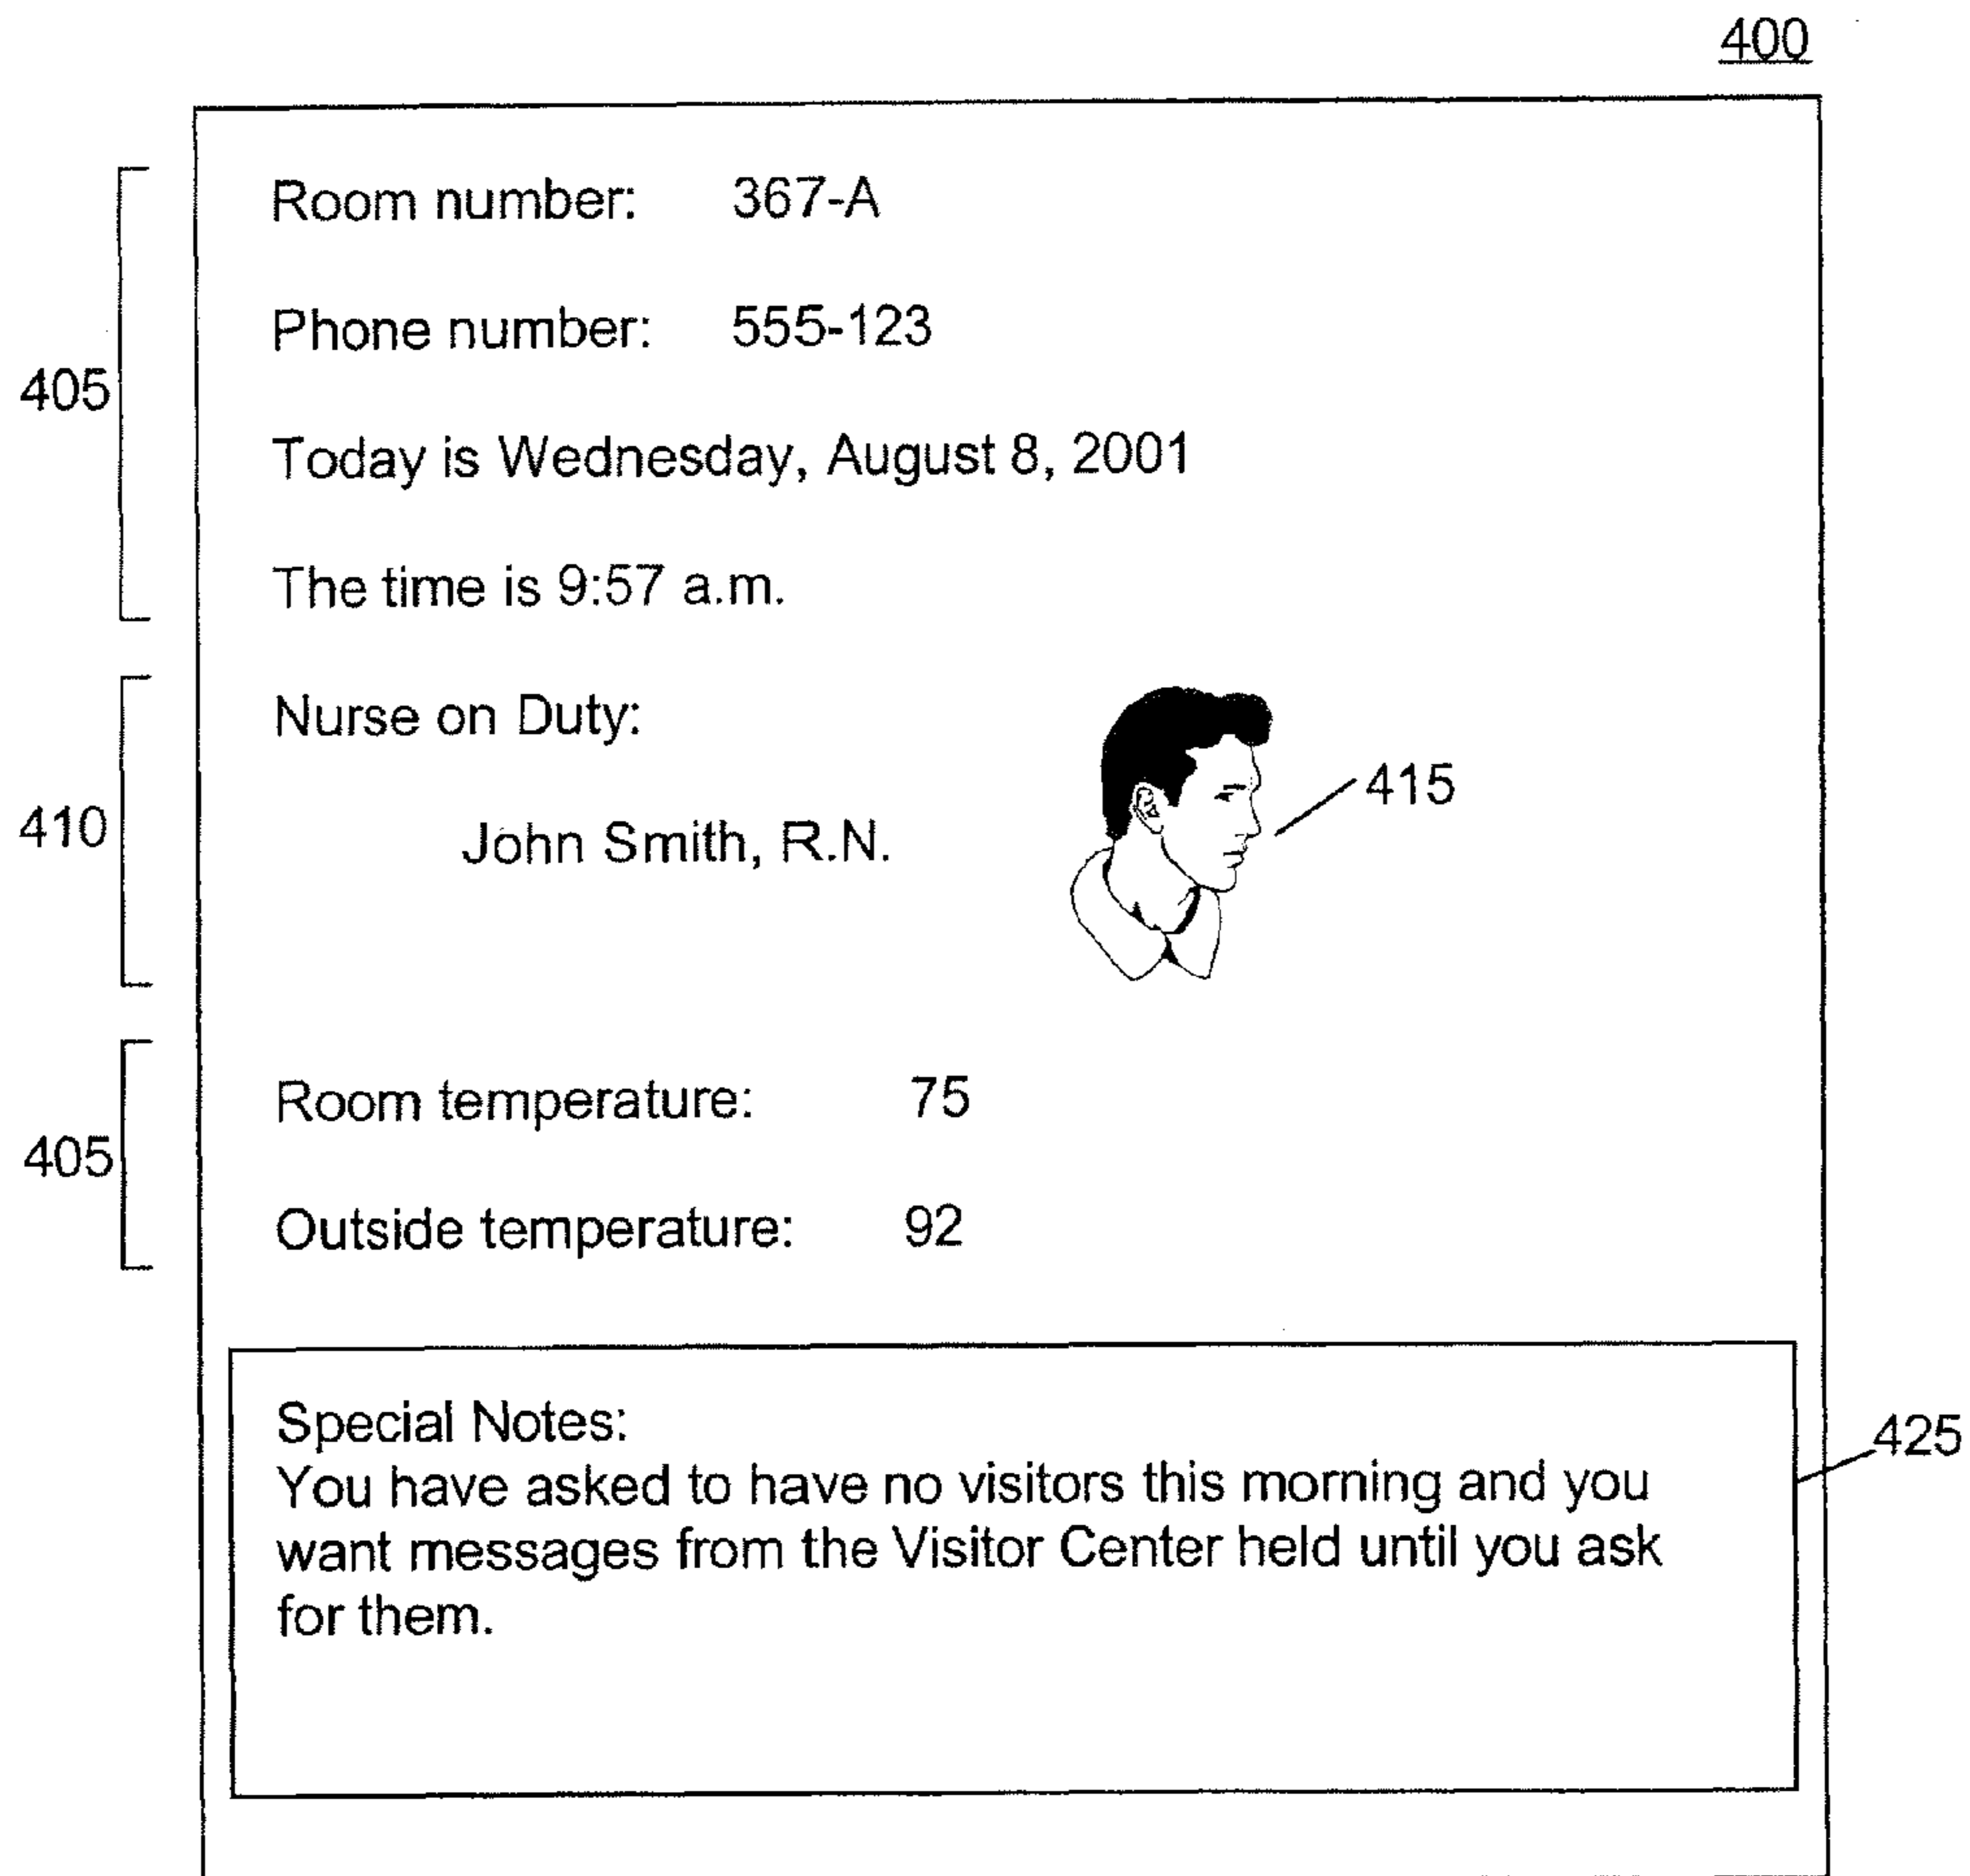 400
Room number: 367-A
Phone number: 555-123
405
Today is Wednesday, August 8, 2001
The time is 9:57 a.m.
Nurse on Duty:
415
410
John Smith, R.N.
Room temperature: 75
405
Outside temperature: 92
Special Notes:
425
You have asked to have no visitors this morning and you
want messages from the Visitor Center held until you ask
for them.